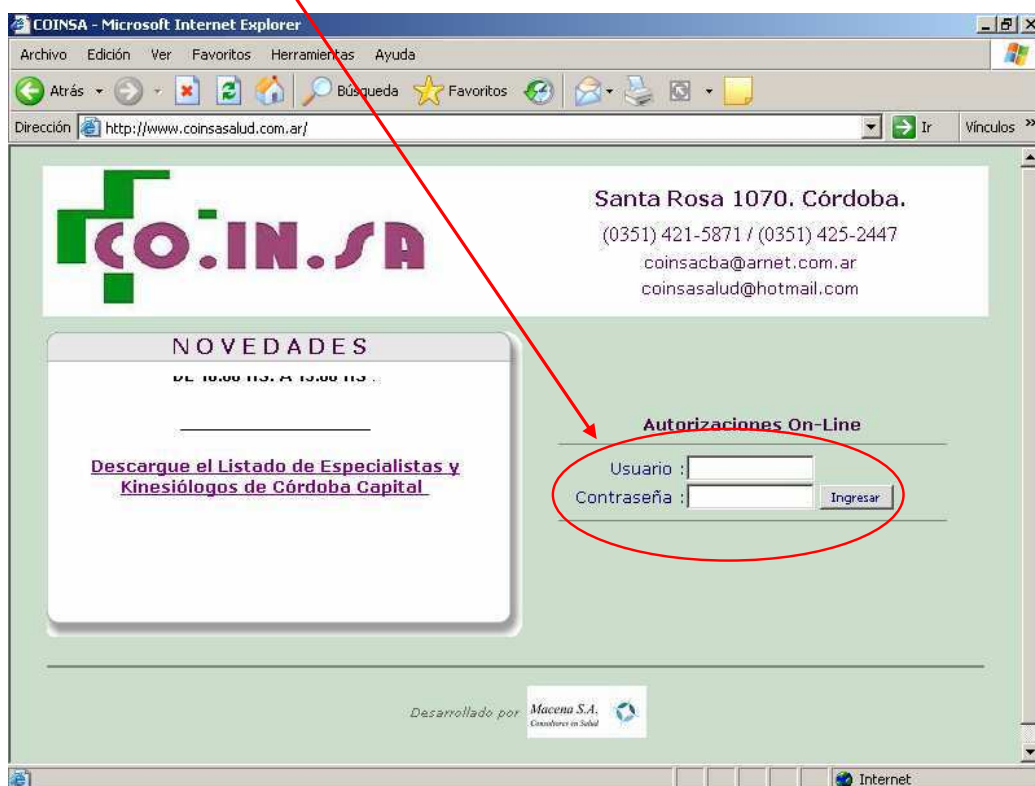 COINSA - Microsoft Internet Explorer
Archivo Edición Ver Favoritos Herramientas Ayuda
Atrás Búsqueda Favoritos
Dirección http://www.coinsasalud.com.ar/ Ir Vínculos »
CO.IN.SA
Santa Rosa 1070. Córdoba.
(0351) 421-5871 / (0351) 425-2447
coinsacba@arnet.com.ar
coinsasalud@hotmail.com
NOVEDADES
Descargue el Listado de Especialistas y
Kinesiólogos de Córdoba Capital
Autorizaciones On-Line
Usuario :
Contraseña : Ingresar
Desarrollado por Macena S.A.
Consultores en Salud
Internet